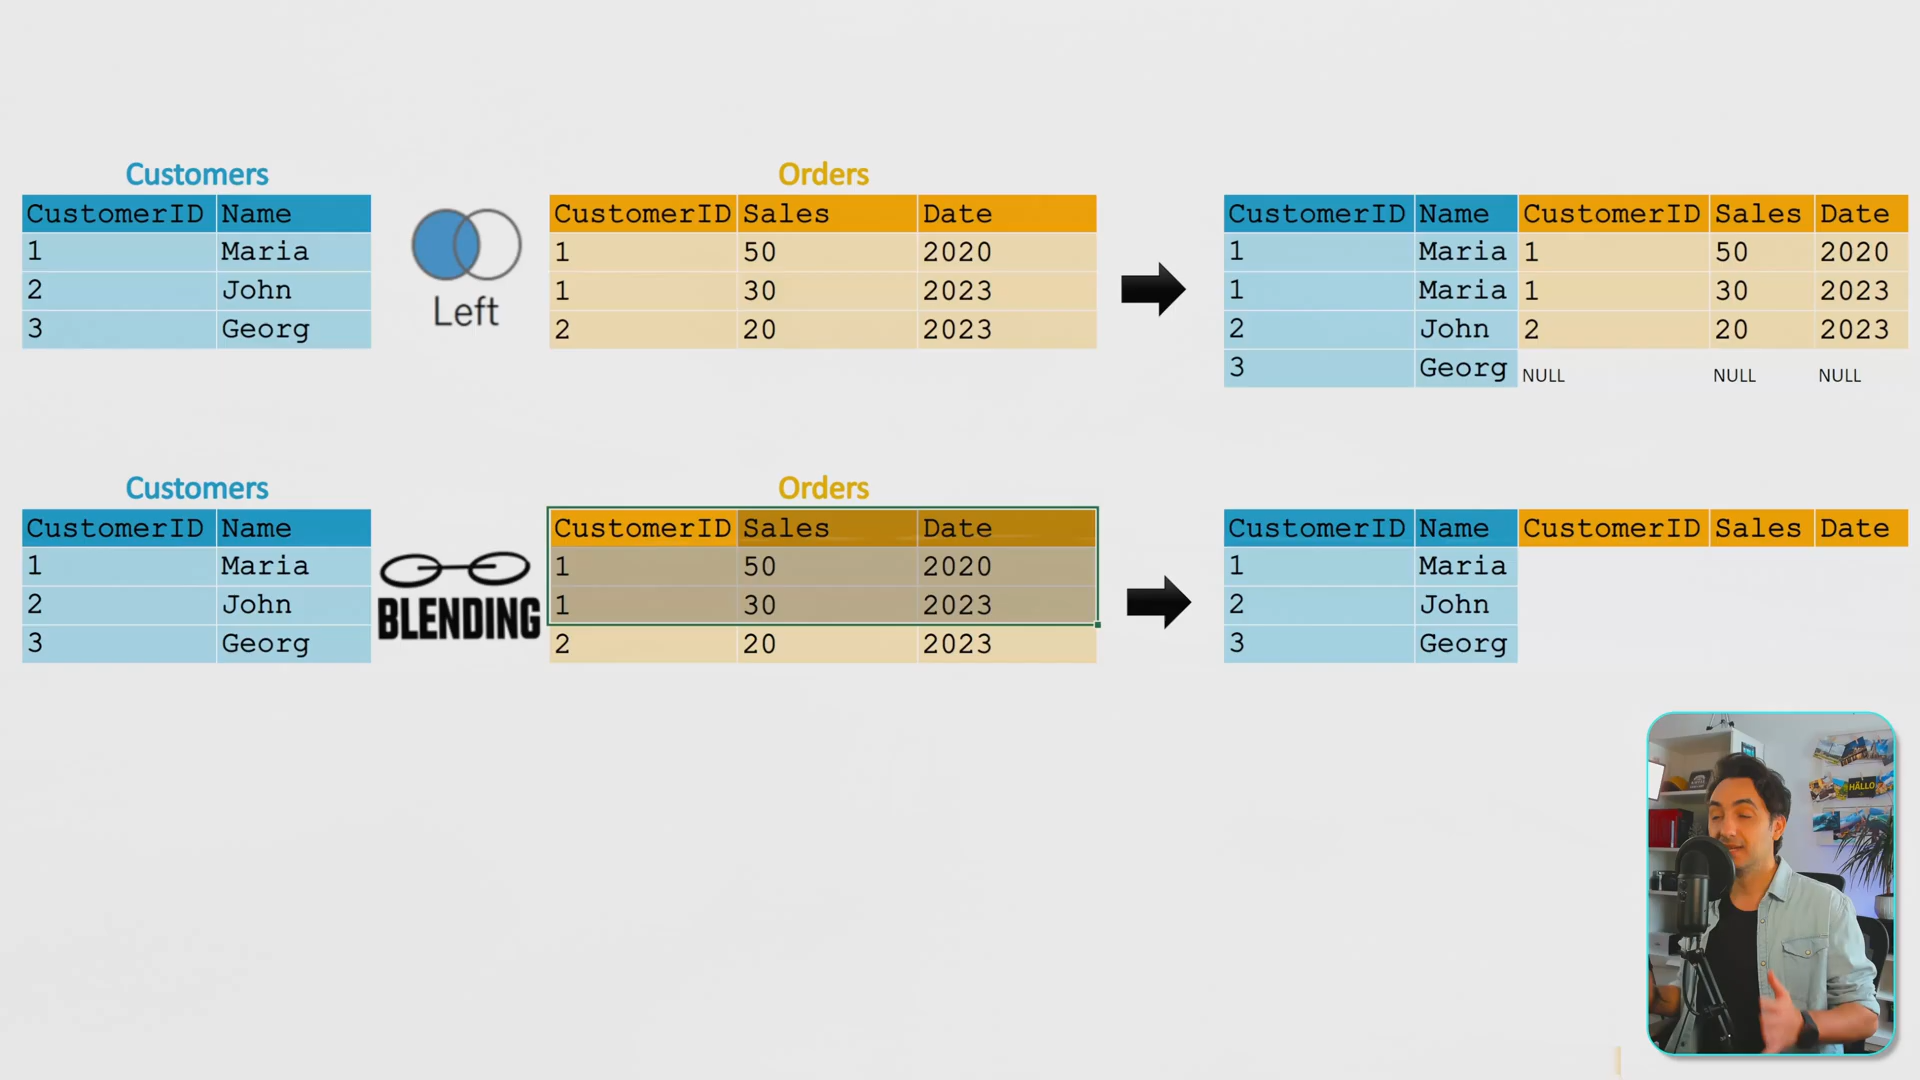 Customers
Orders
CustomerID Name
CustomerID Sales Date
CustomerID Name CustomerID Sales Date
1 Maria
1 50 2020
1 Maria 1 50 2020
2 John
1 30 2023
1 Maria 1 30 2023
3 Georg
2 20 2023
2 John 2 20 2023
3 Georg NULL NULL NULL
Left
Customers
Orders
CustomerID Name
CustomerID Sales Date
CustomerID Name CustomerID Sales Date
1 Maria
1 50 2020
1 Maria
2 John
1 30 2023
2 John
3 Georg
2 20 2023
3 Georg
BLENDING
HALLO